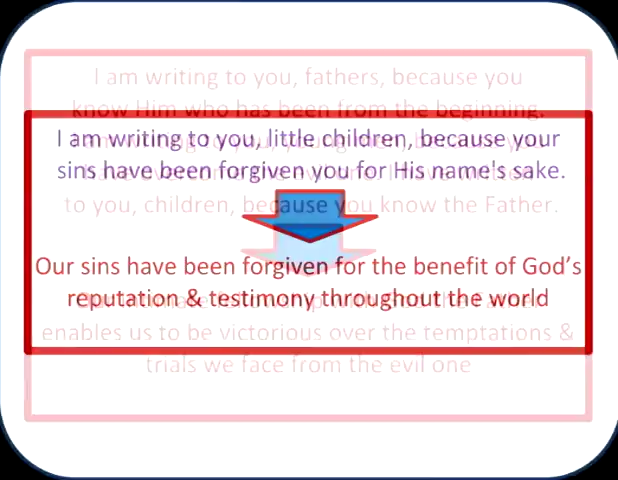 I am writing to you, fathers, because you
know Him who has been from the beginning.
I am writing to you, little children, because your
sins have been forgiven you for His name's sake.
to you, children, because you know the Father.
Our sins have been forgiven for the benefit of God's
reputation & testimony throughout the world
the Father
enables us to be victorious over the temptations &
trials we face from the evil one